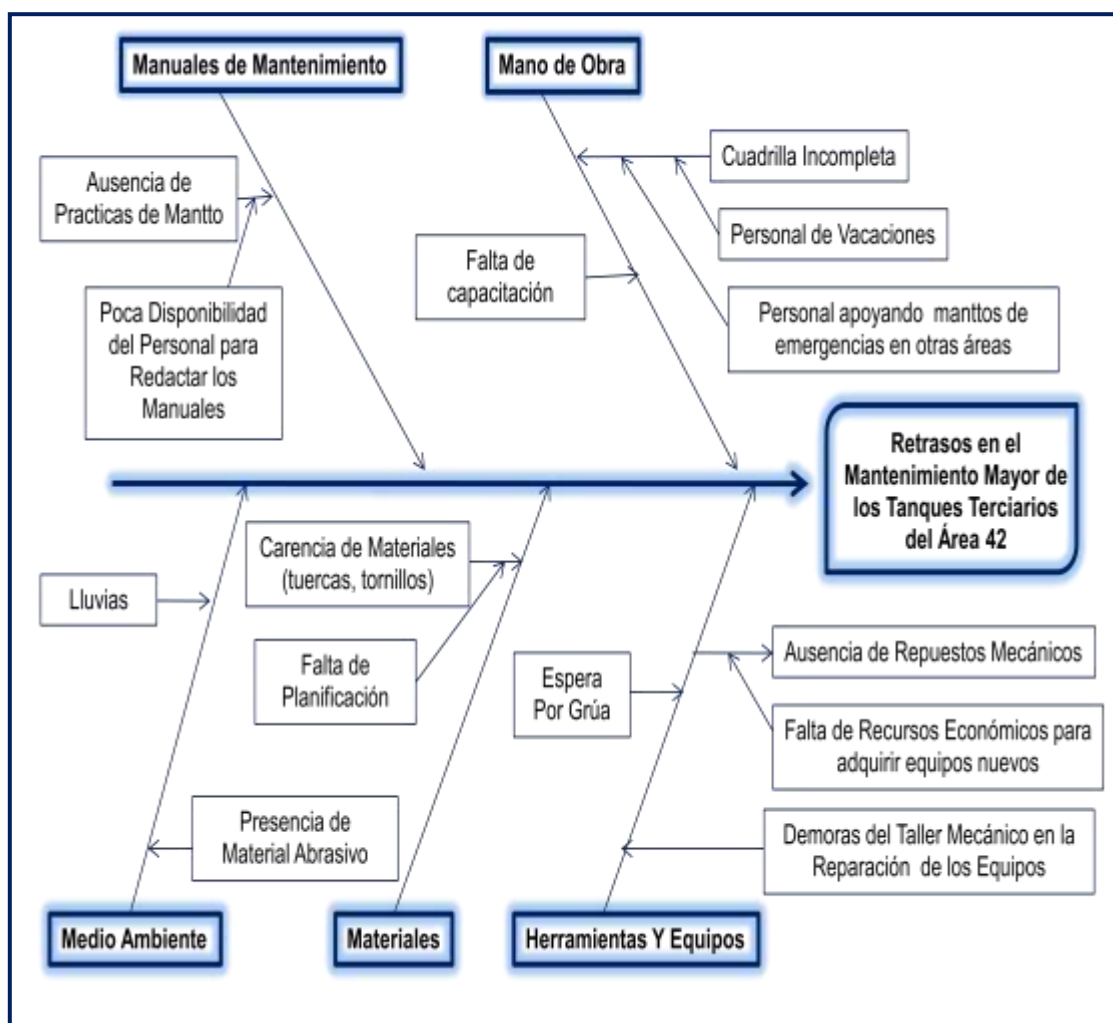 Manuales de Mantenimiento
Mano de Obra
Ausencia de
Practicas de Mantto
Poca Disponibilidad
del Personal para
Redactar los
Manuales
Cuadrilla Incompleta
Personal de Vacaciones
Falta de
capacitación
Personal apoyando manttos de
emergencias en otras áreas
Retrasos en el
Mantenimiento Mayor de
los Tanques Terciarios
del Área 42
Lluvias
Presencia de
Material Abrasivo
Carencia de Materiales
(tuercas, tornillos)
Falta de
Planificación
Espera
Por Grúa
Ausencia de Repuestos Mecánicos
Falta de Recursos Económicos para
adquirir equipos nuevos
Demoras del Taller Mecánico en la
Reparación de los Equipos
Medio Ambiente
Materiales
Herramientas Y Equipos